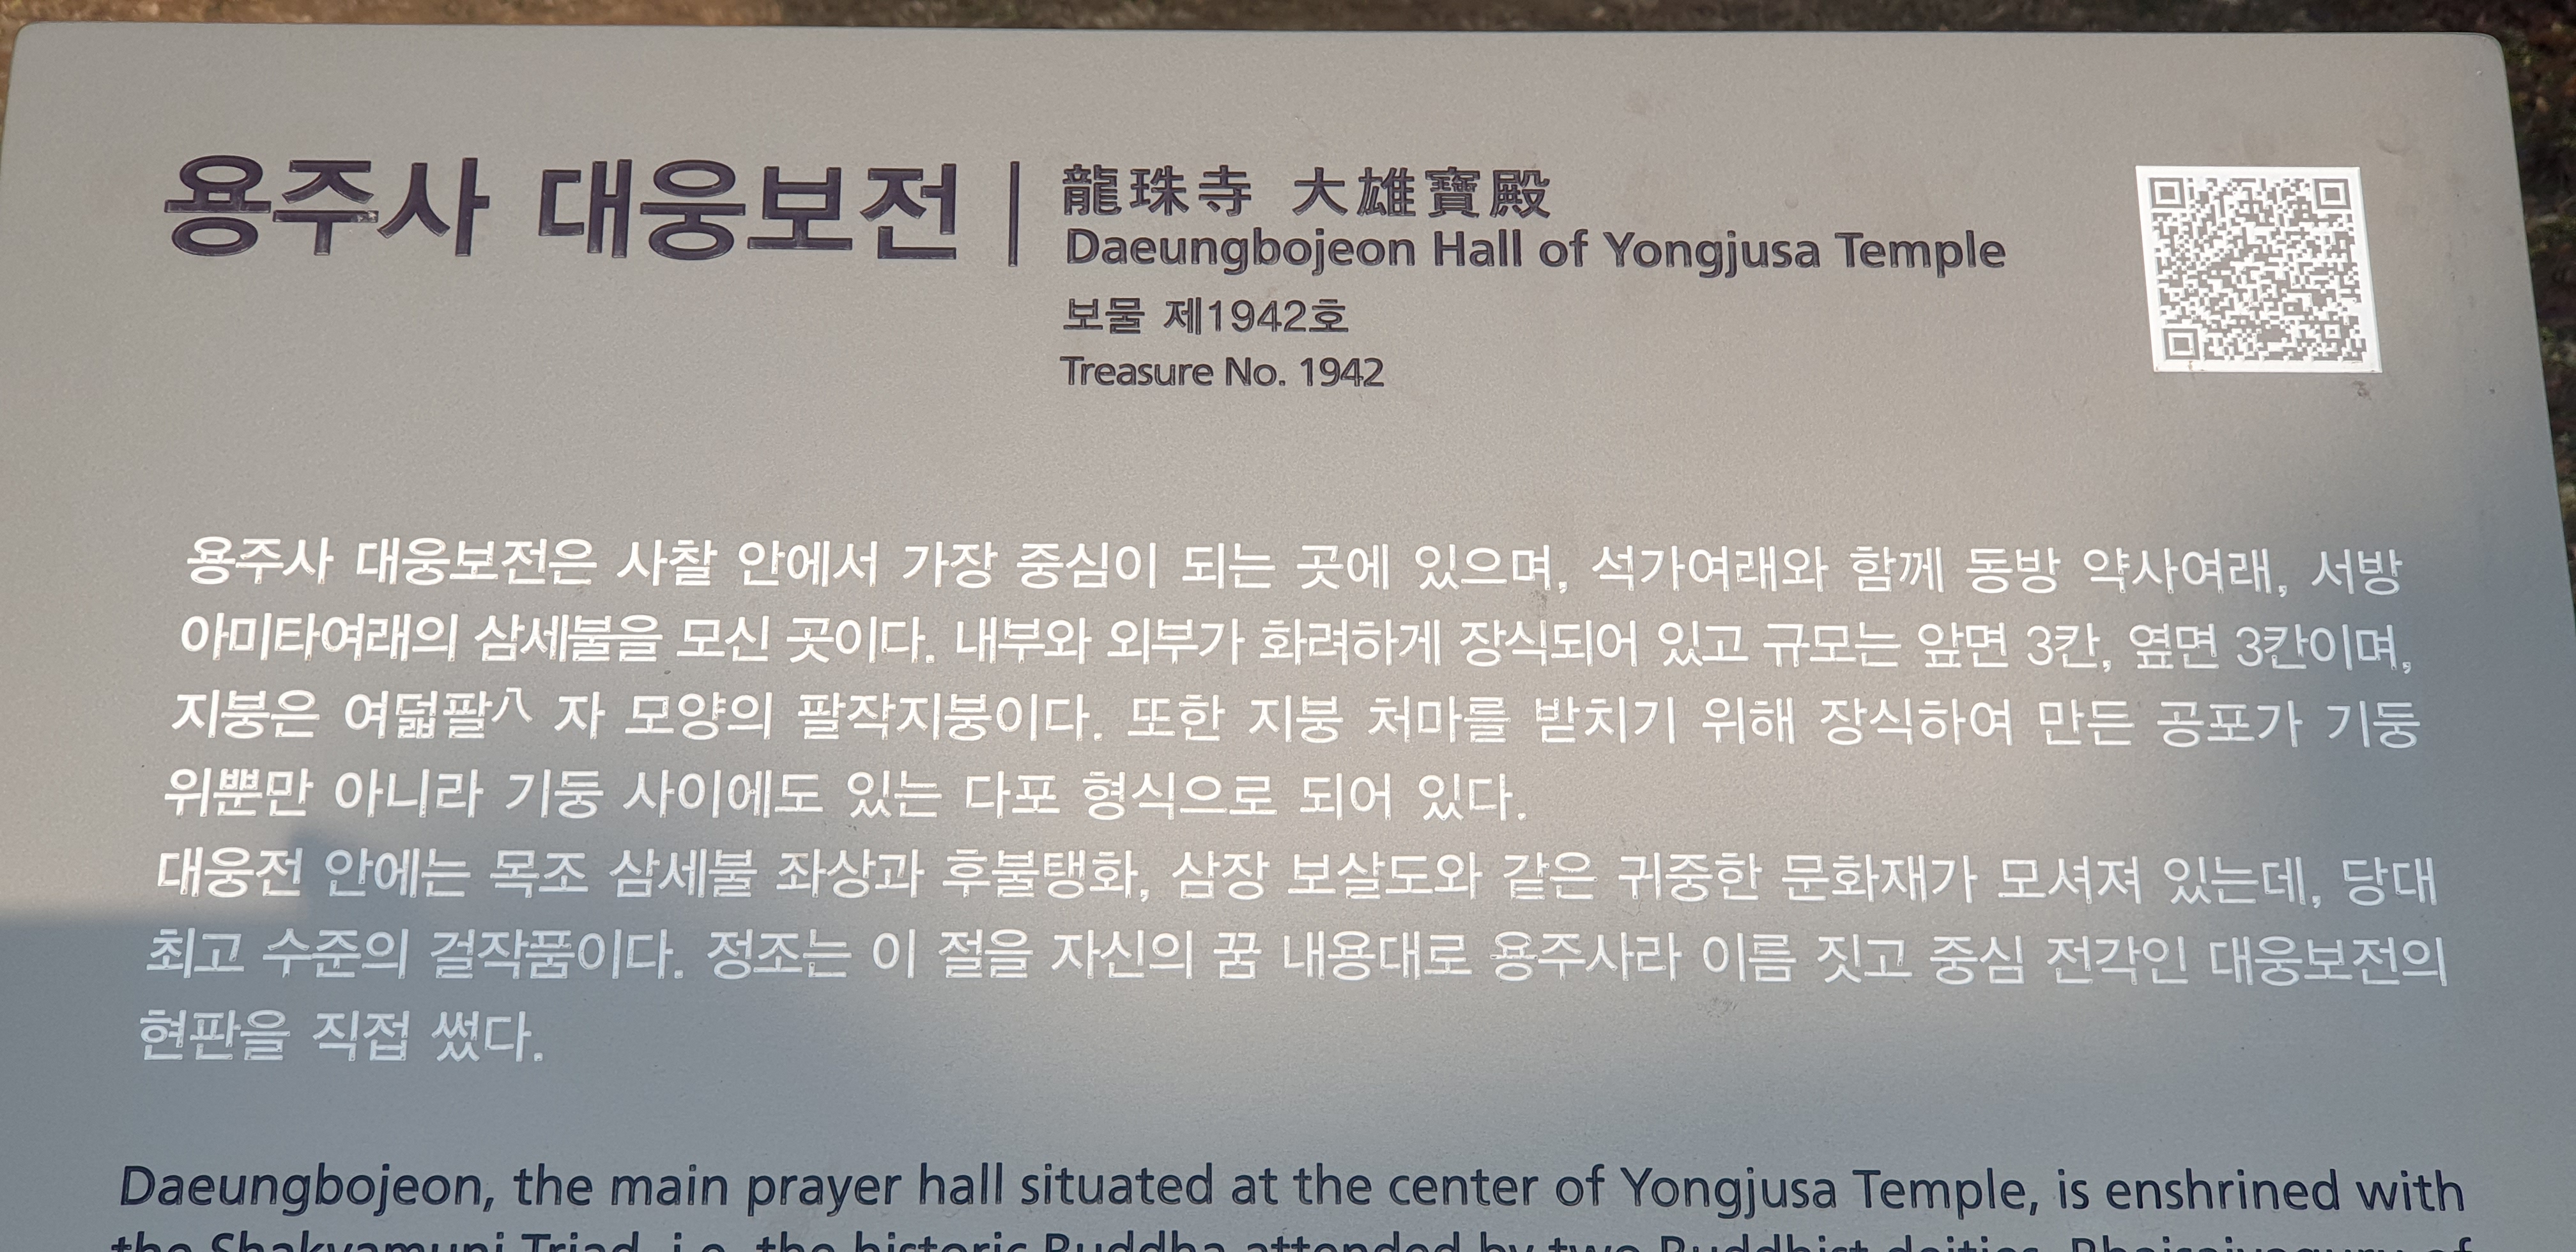 용주사 대웅보전
龍珠寺 大雄寶殿
Daeungbojeon Hall of Yongjusa Temple
보물 제1942호
Treasure No. 1942
용주사 대웅보전은 사찰 안에서 가장 중심이 되는 곳에 있으며, 석가여래와 함께 동방 약사여래, 서방
아미타여래의 삼세불을 모신 곳이다. 내부와 외부가 화려하게 장식되어 있고 규모는 앞면 3칸, 옆면 3칸이며,
지붕은 여덟팔八 자 모양의 팔작지붕이다. 또한 지붕 처마를 받치기 위해 장식하여 만든 공포가 기둥
위뿐만 아니라 기둥 사이에도 있는 다포 형식으로 되어 있다.
대웅전 안에는 목조 삼세불 좌상과 후불탱화, 삼장 보살도와 같은 귀중한 문화재가 모셔져 있는데, 당대
최고 수준의 걸작품이다. 정조는 이 절을 자신의 꿈 내용대로 용주사라 이름 짓고 중심 전각인 대웅보전의
현판을 직접 썼다.
Daeungbojeon, the main prayer hall situated at the center of Yongjusa Temple, is enshrined with
the Shakyamuni Triad, i.e. the historic Buddha attended by two Buddhist deities, Bhaisajyaguru of